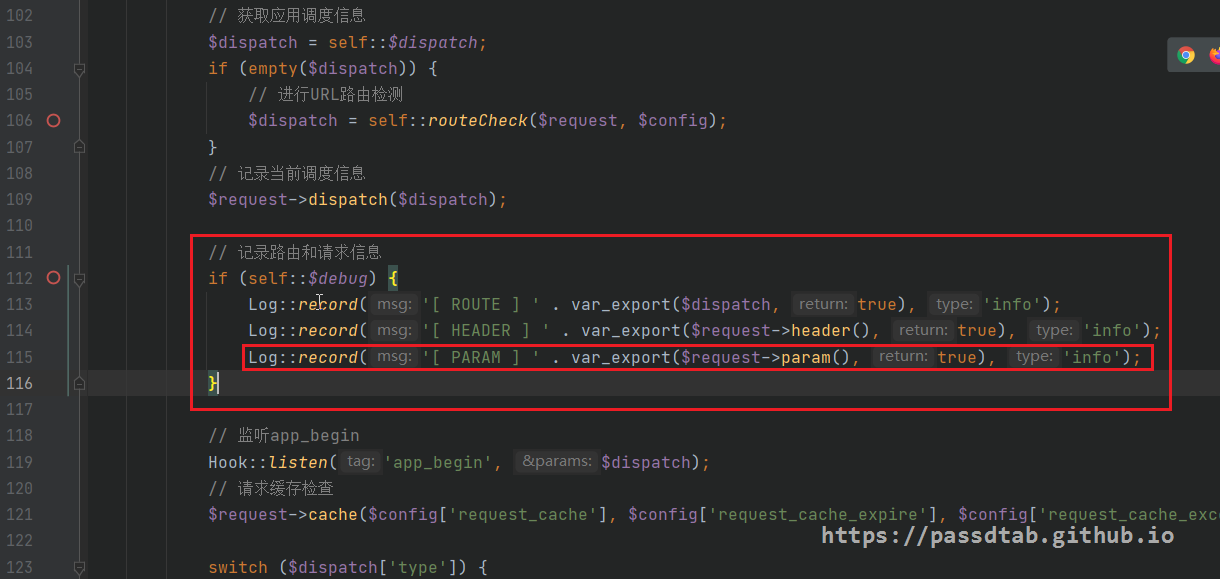 102 // 获取应用调度信息
103 $dispatch = self::$dispatch;
104 if (empty($dispatch)) {
105 // 进行URL路由检测
106 $dispatch = self::routeCheck($request, $config);
107 }
108 // 记录当前调度信息
109 $request->dispatch($dispatch);
110
111 // 记录路由和请求信息
112 if (self::$debug) {
113 Log::record( msg: '[ ROUTE ] ' . var_export($dispatch, return: true), type: 'info');
114 Log::record( msg: '[ HEADER ] ' . var_export($request->header(), return: true), type: 'info');
115 Log::record( msg: '[ PARAM ] ' . var_export($request->param(), return: true), type: 'info');
116 }
117
118 // 监听app_begin
119 Hook::listen( tag: 'app_begin', &params: $dispatch);
120 // 请求缓存检查
121 $request->cache($config['request_cache'], $config['request_cache_expire'], $config['request_cache_exc
122
https://passdtab.github.io
123 switch ($dispatch['type']) {